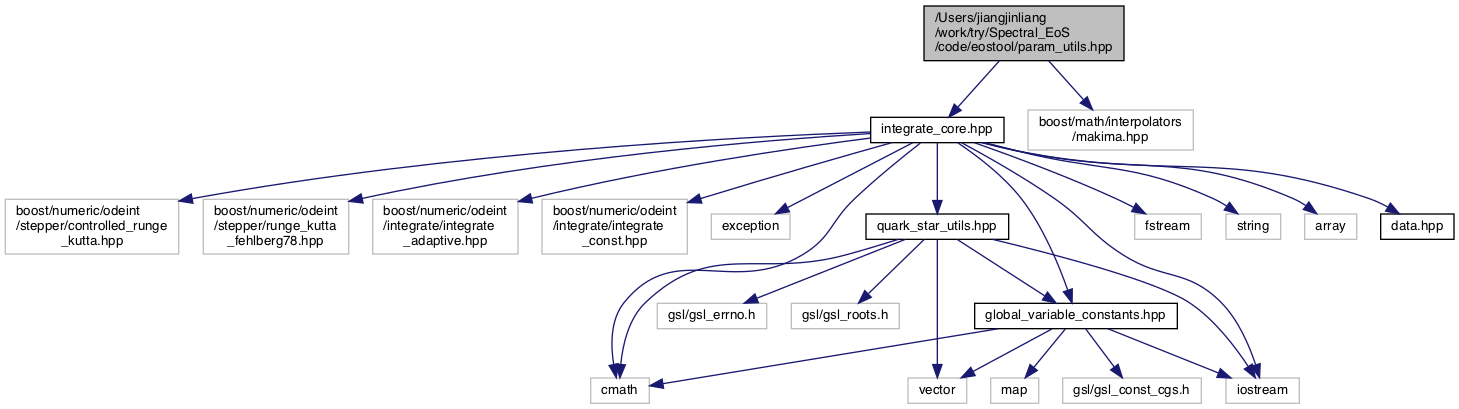 /Users/jiangjinliang
/work/try/Spectral_EoS
/code/eostool/param_utils.hpp
integrate_core.hpp
boost/math/interpolators
/makima.hpp
boost/numeric/odeint
/stepper/controlled_runge
_kutta.hpp
boost/numeric/odeint
/stepper/runge_kutta
_fehlberg78.hpp
boost/numeric/odeint
/integrate/integrate
_adaptive.hpp
boost/numeric/odeint
/integrate/integrate
_const.hpp
exception
quark_star_utils.hpp
fstream
string
array
data.hpp
gsl/gsl_errno.h
gsl/gsl_roots.h
global_variable_constants.hpp
cmath
vector
map
gsl/gsl_const_cgs.h
iostream